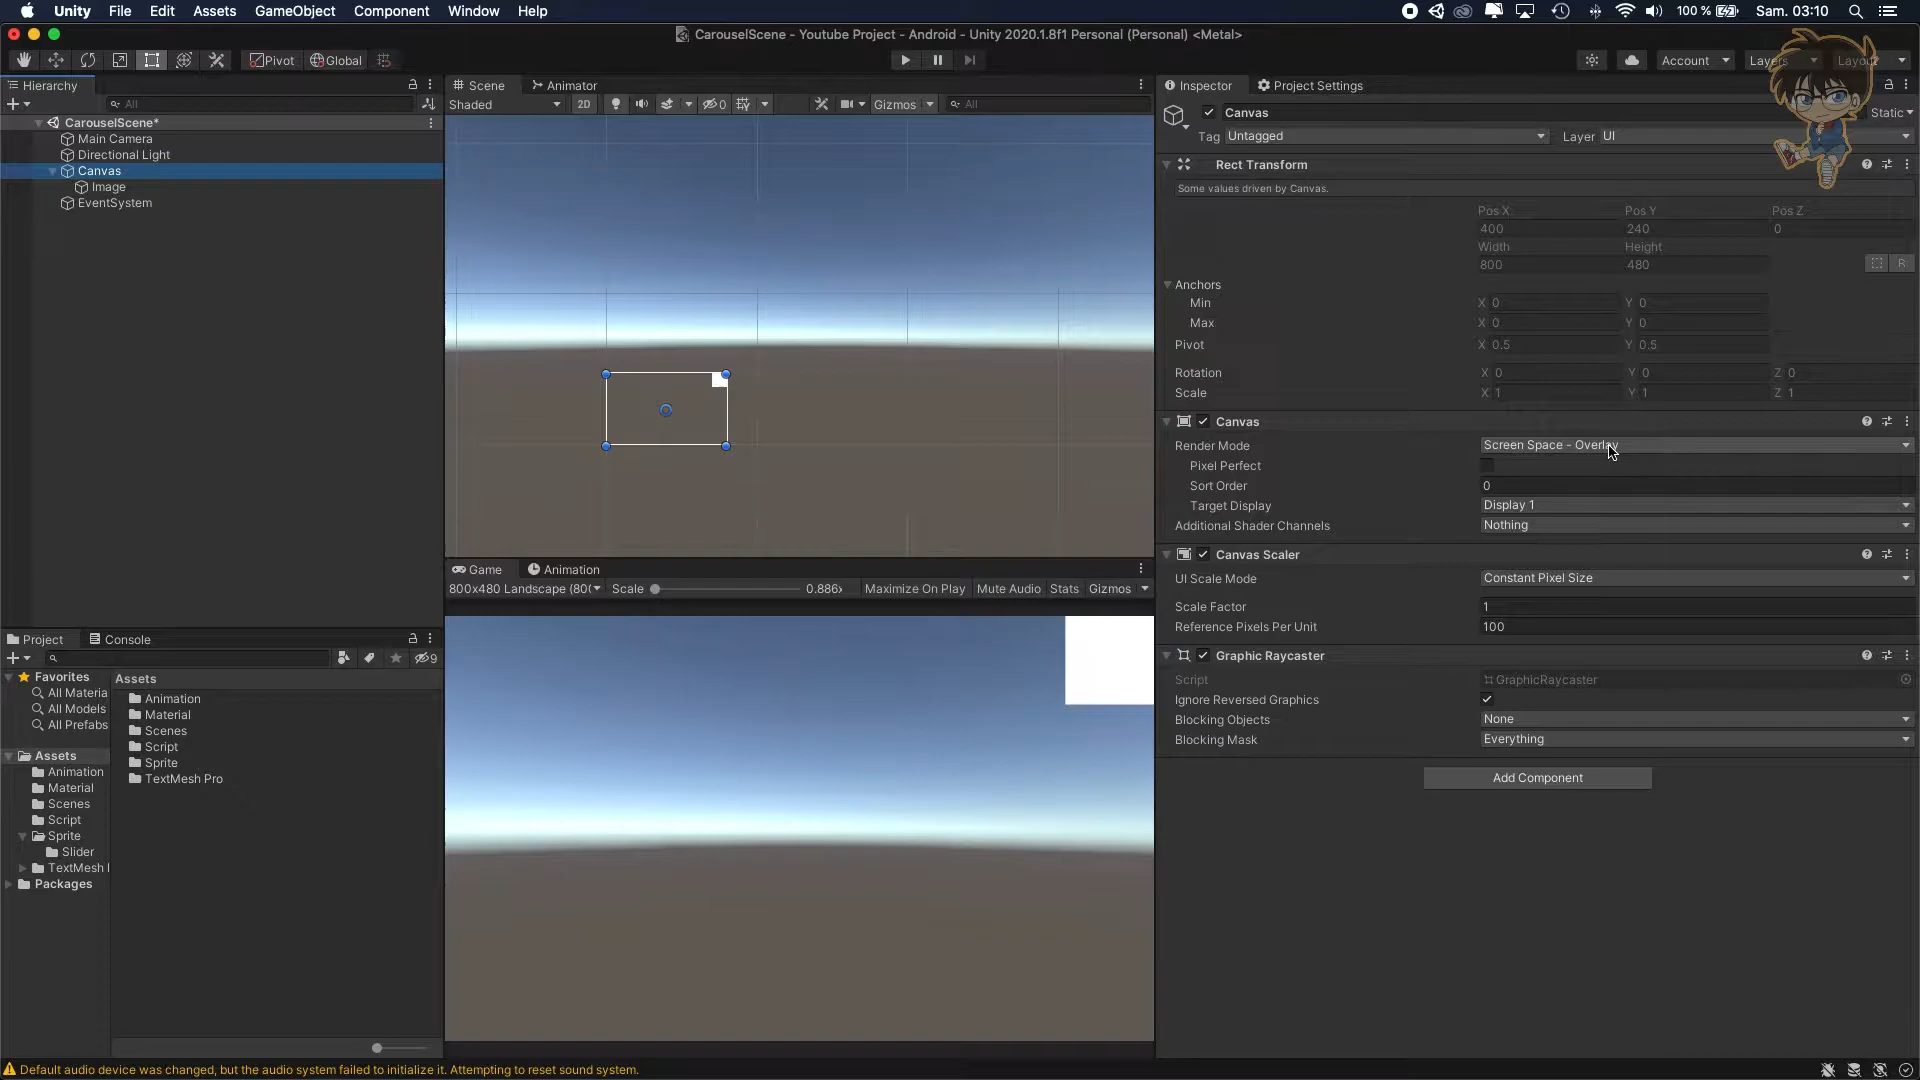 Unity File Edit Assets GameObject Component Window Help
100 % Sam. 03:10
CarouselScene - Youtube Project - Android - Unity 2020.1.8f1 Personal (Personal) <Metal>
Pivot Global Account Layers
Hierarchy
All
CarouselScene*
Main Camera
Directional Light
Canvas
Image
EventSystem
Scene Animator
Shaded 2D 0 Gizmos All
Game Animation
800x480 Landscape (80( Scale 0.886x Maximize On Play Mute Audio Stats Gizmos
Project Console
9
Favorites
All Materia
All Models
All Prefabs
Assets
Animation
Material
Scenes
Script
Sprite
Slider
TextMesh
Packages
Assets
Animation
Material
Scenes
Script
Sprite
TextMesh Pro
Inspector Project Settings
Canvas Static
Tag Untagged Layer UI
Rect Transform
Some values driven by Canvas.
Pos X Pos Y Pos Z
400 240 0
Width Height
800 480 R
Anchors
Min X 0 Y 0
Max X 0 Y 0
Pivot X 0.5 Y 0.5
Rotation X 0 Y 0 Z 0
Scale X 1 Y 1 Z 1
Canvas
Render Mode Screen Space - Overlay
Pixel Perfect
Sort Order 0
Target Display Display 1
Additional Shader Channels Nothing
Canvas Scaler
UI Scale Mode Constant Pixel Size
Scale Factor 1
Reference Pixels Per Unit 100
Graphic Raycaster
Script GraphicRaycaster
Ignore Reversed Graphics
Blocking Objects None
Blocking Mask Everything
Add Component
Default audio device was changed, but the audio system failed to initialize it. Attempting to reset sound system.